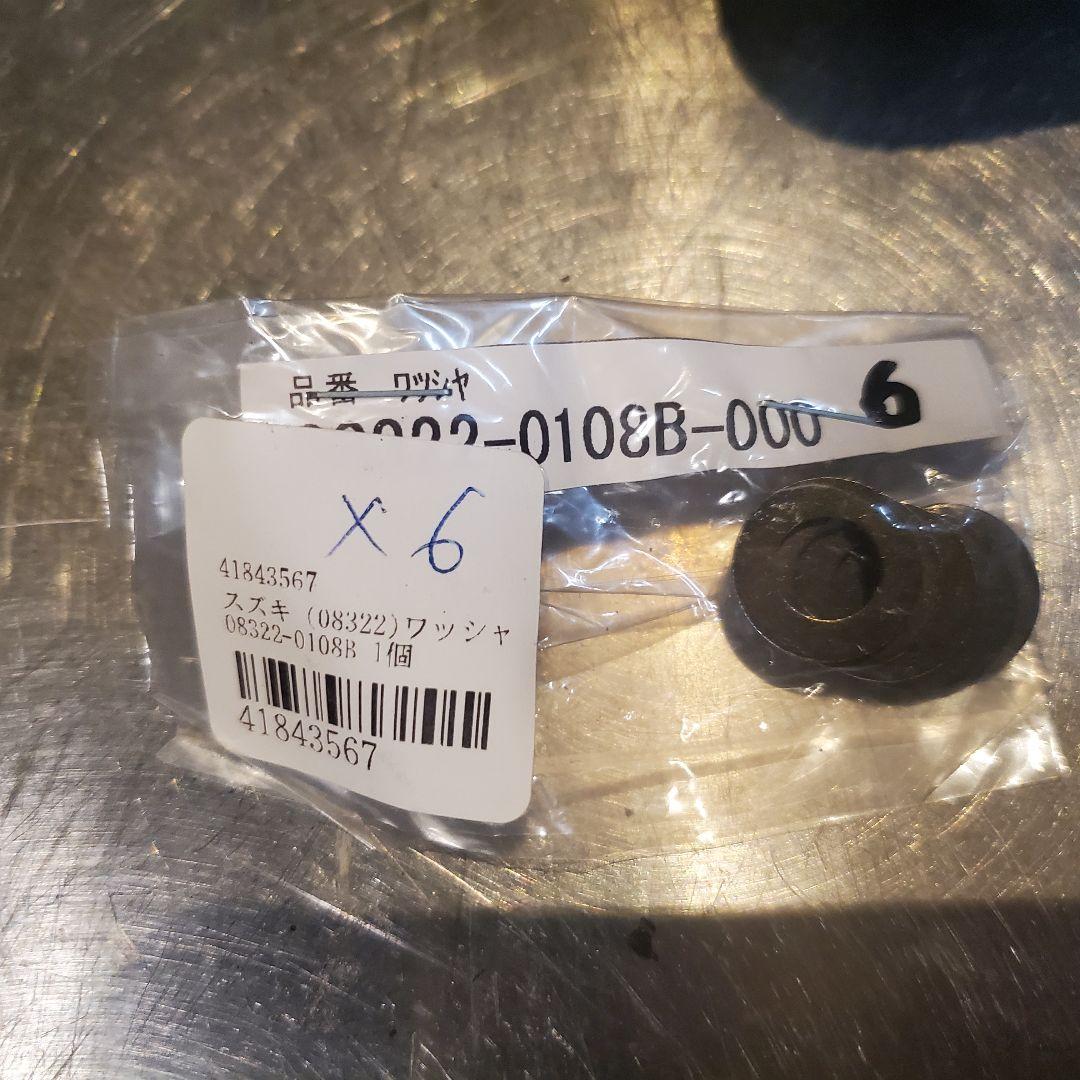 品番 ワッシャ
08322-0108B-000 6
× 6
41843567
スズキ (08322)ワッシャ
08322-0108B 1個
41843567